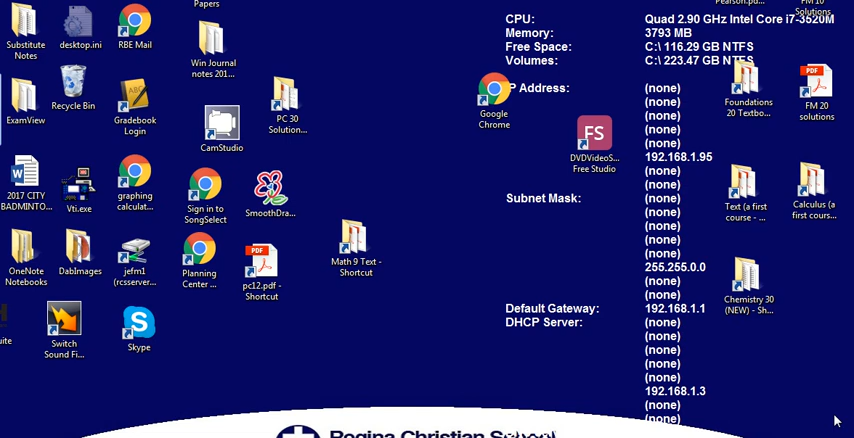 Papers
Pearson.pd...
FM 10
Solutions
Substitute
Notes
desktop.ini
RBE Mail
Win Journal
notes 201...
CPU:
Quad 2.90 GHz Intel Core i7-3520M
Memory:
3793 MB
Free Space:
C:\ 116.29 GB NTFS
Volumes:
C:\ 223.47 GB NTFS
IP Address:
(none)
(none)
(none)
(none)
(none)
192.168.1.95
(none)
(none)
Subnet Mask:
(none)
(none)
(none)
(none)
(none)
255.255.0.0
(none)
(none)
Default Gateway:
192.168.1.1
DHCP Server:
(none)
(none)
(none)
(none)
(none)
192.168.1.3
(none)
(none)
ExamView
Recycle Bin
Gradebook
Login
CamStudio
PC 30
Solution...
Google
Chrome
FS
DVDVideoS...
Free Studio
Foundations
20 Textbo...
PDF
FM 20
solutions
2017 CITY
BADMINTO...
Vti.exe
graphing
calculat...
Sign in to
SongSelect
SmoothDra...
Text (a first
course - ...
Calculus (a
first cours...
OneNote
Notebooks
DabImages
jefm1
(rcsserver...
Planning
Center ...
PDF
pc12.pdf -
Shortcut
Math 9 Text -
Shortcut
Chemistry 30
(NEW) - Sh...
Switch
Sound Fi...
Skype
Regina Christian School